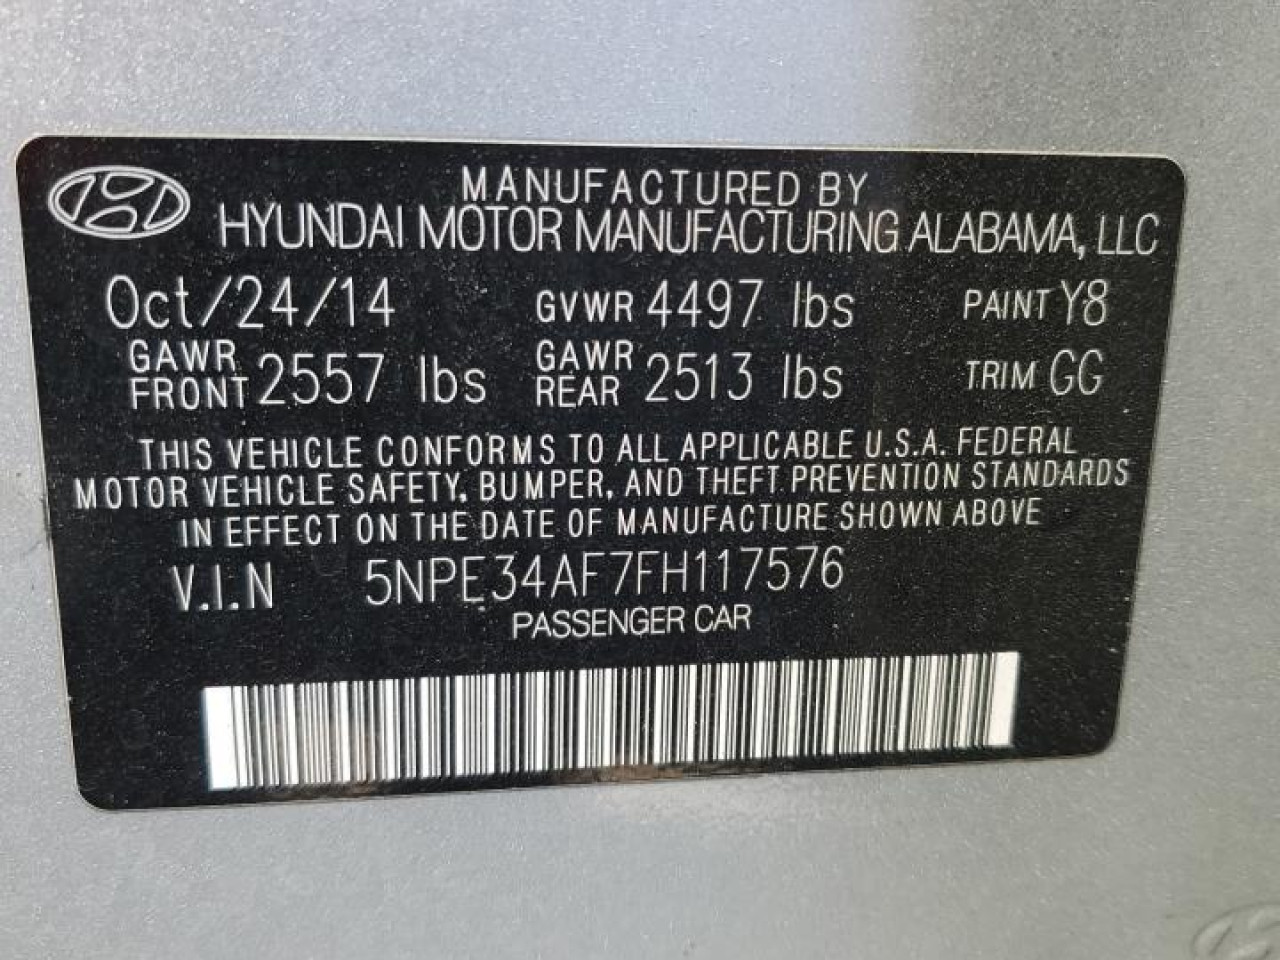 MANUFACTURED BY
HYUNDAI MOTOR MANUFACTURING ALABAMA, LLC
Oct/24/14 GVWR 4497 lbs PAINT Y8
GAWR FRONT 2557 lbs GAWR REAR 2513 lbs TRIM GG
THIS VEHICLE CONFORMS TO ALL APPLICABLE U.S.A. FEDERAL
MOTOR VEHICLE SAFETY, BUMPER, AND THEFT PREVENTION STANDARDS
IN EFFECT ON THE DATE OF MANUFACTURE SHOWN ABOVE
V.I.N 5NPE34AF7FH117576
PASSENGER CAR